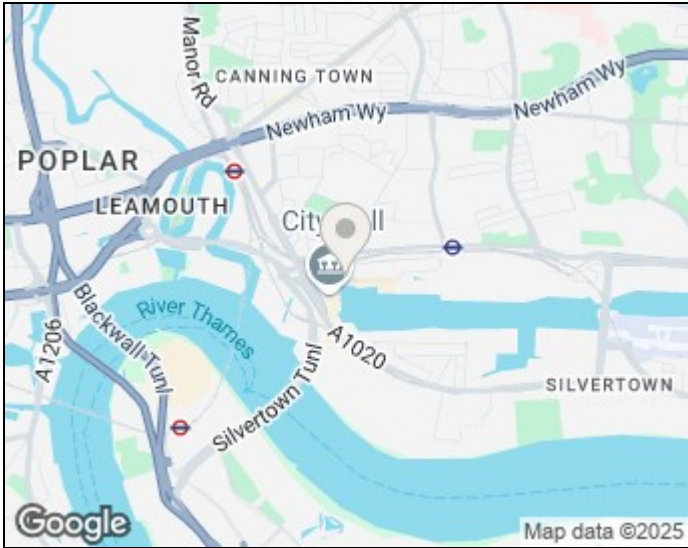 Manor Rd
CANNING TOWN
Newham Wy
Newham Wy
POPLAR
LEAMOUTH
River Thames
Blackwall Tunl
A1206
A1020
Silvertown Tunl
SILVERTOWN
Google
Map data ©2025